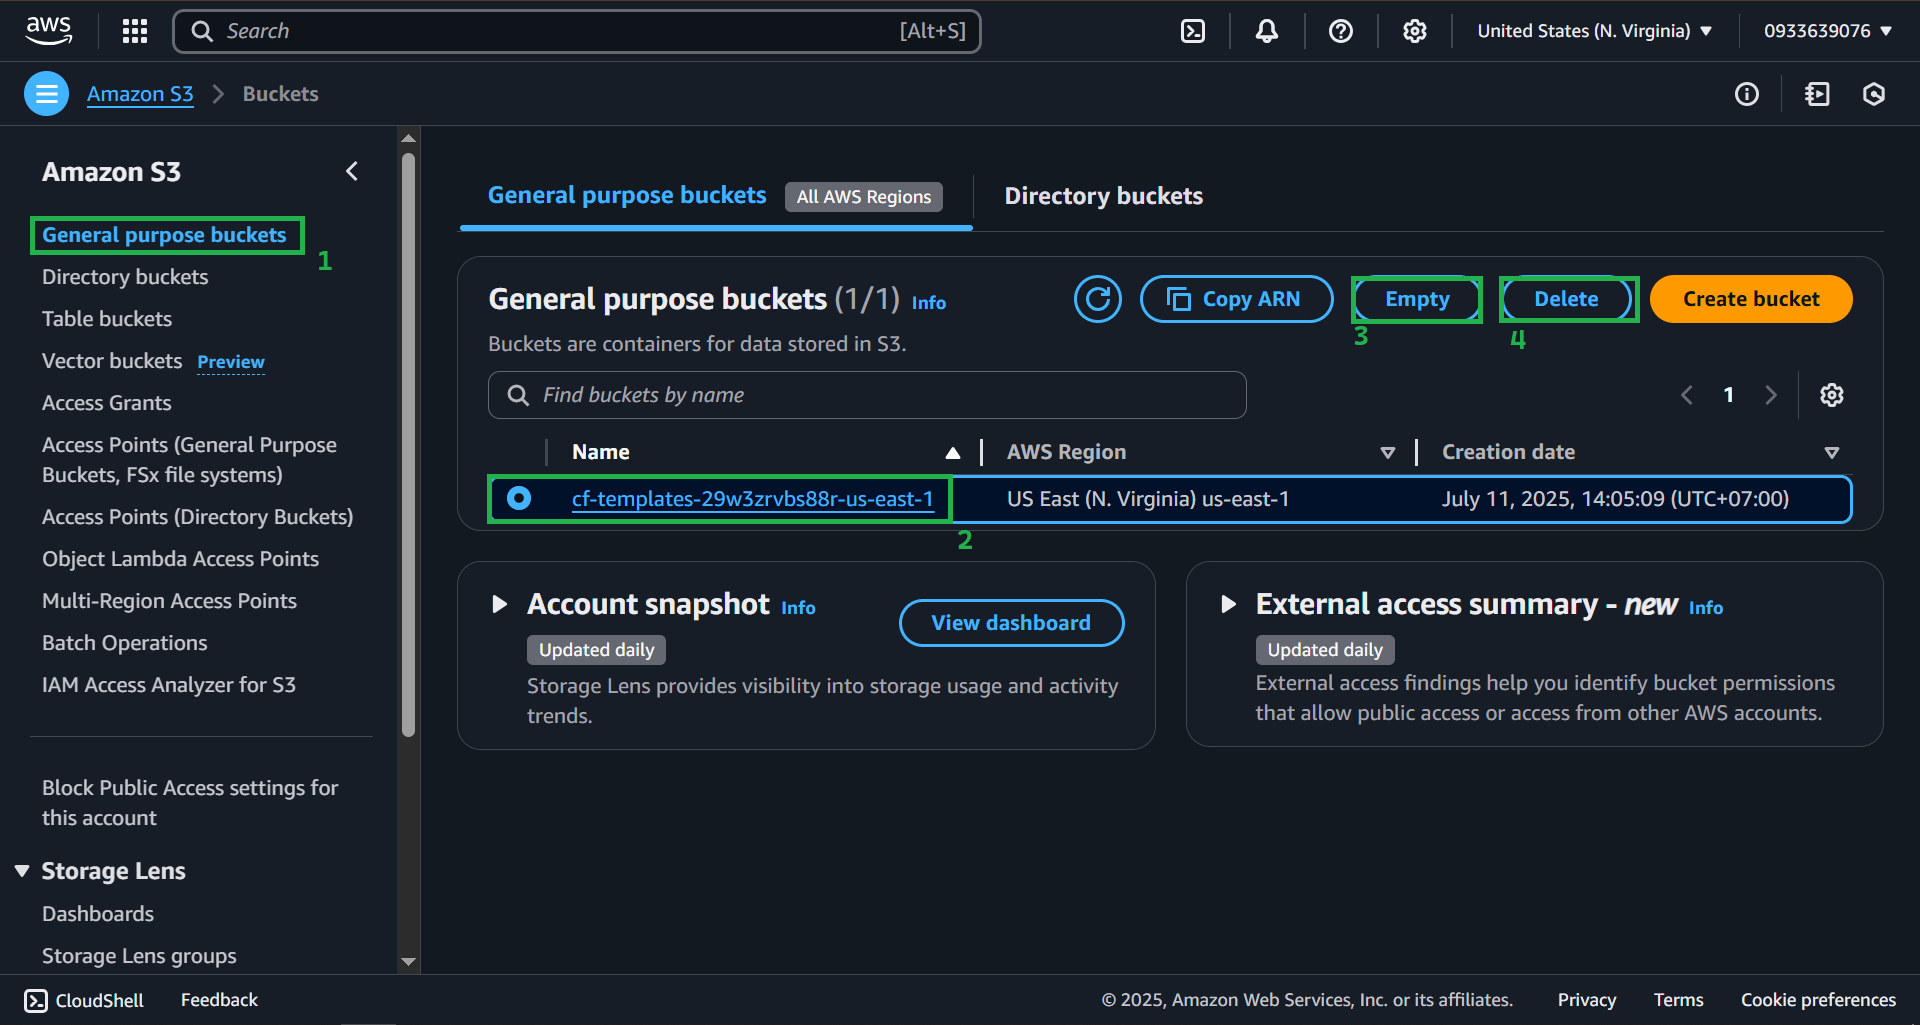 aws
Search [Alt+S]
United States (N. Virginia)
0933639076
Amazon S3 Buckets
Amazon S3
General purpose buckets
1
Directory buckets
Table buckets
Vector buckets Preview
Access Grants
Access Points (General Purpose
Buckets, FSx file systems)
Access Points (Directory Buckets)
Object Lambda Access Points
Multi-Region Access Points
Batch Operations
IAM Access Analyzer for S3
Block Public Access settings for
this account
Storage Lens
Dashboards
Storage Lens groups
General purpose buckets All AWS Regions Directory buckets
General purpose buckets (1/1) Info
Copy ARN Empty Delete Create bucket
3 4
Buckets are containers for data stored in S3.
Find buckets by name
1
Name AWS Region Creation date
cf-templates-29w3zrvbs88r-us-east-1 US East (N. Virginia) us-east-1 July 11, 2025, 14:05:09 (UTC+07:00)
2
Account snapshot Info
View dashboard
Updated daily
Storage Lens provides visibility into storage usage and activity
trends.
External access summary - new Info
Updated daily
External access findings help you identify bucket permissions
that allow public access or access from other AWS accounts.
CloudShell Feedback © 2025, Amazon Web Services, Inc. or its affiliates. Privacy Terms Cookie preferences